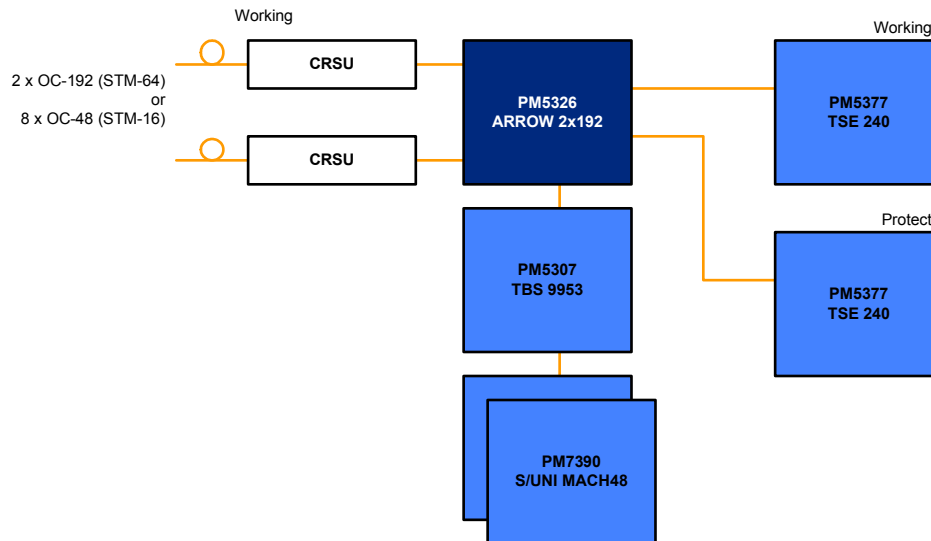 Working
2 x OC-192 (STM-64)
or
8 x OC-48 (STM-16)
CRSU
CRSU
PM5326
ARROW 2x192
Working
PM5377
TSE 240
Protect
PM5377
TSE 240
PM5307
TBS 9953
PM7390
S/UNI MACH48